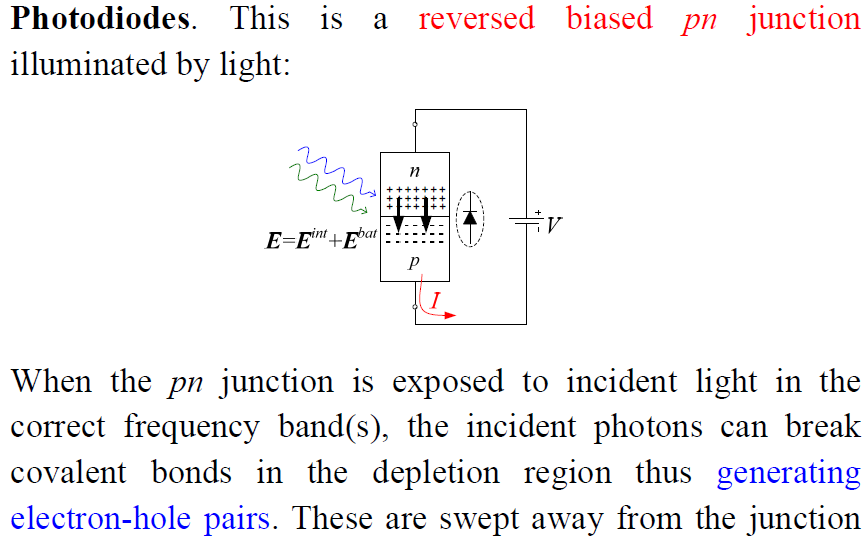 Photodiodes. This is a reversed biased pn junction
illuminated by light:
n
+++++++
+++++++
+++++++
E=E^int+E^bat
-------
-------
-------
p
I
+
-
V
When the pn junction is exposed to incident light in the
correct frequency band(s), the incident photons can break
covalent bonds in the depletion region thus generating
electron-hole pairs. These are swept away from the junction